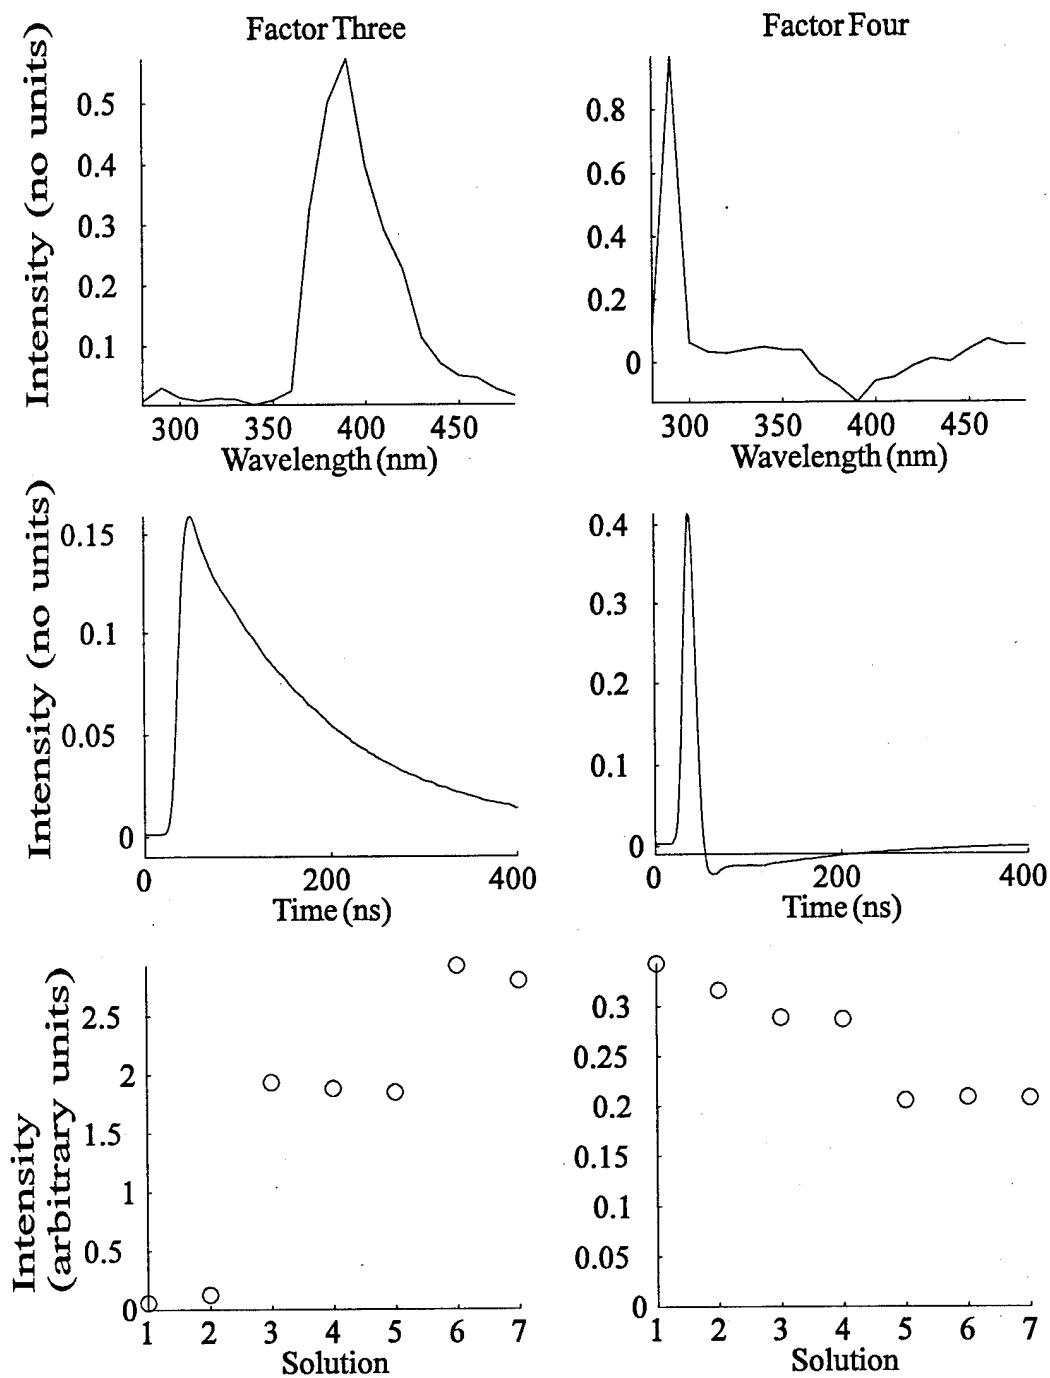 Factor Three
Factor Four
Intensity (no units)
0.5
0.4
0.3
0.2
0.1
300 350 400 450
Wavelength (nm)
0.8
0.6
0.4
0.2
0
300 350 400 450
Wavelength (nm)
Intensity (no units)
0.15
0.1
0.05
0
0 200 400
Time (ns)
0.4
0.3
0.2
0.1
0
0 200 400
Time (ns)
Intensity
(arbitrary units)
2.5
2
1.5
1
0.5
0
1 2 3 4 5 6 7
Solution
0.3
0.25
0.2
0.15
0.1
0.05
0
1 2 3 4 5 6 7
Solution